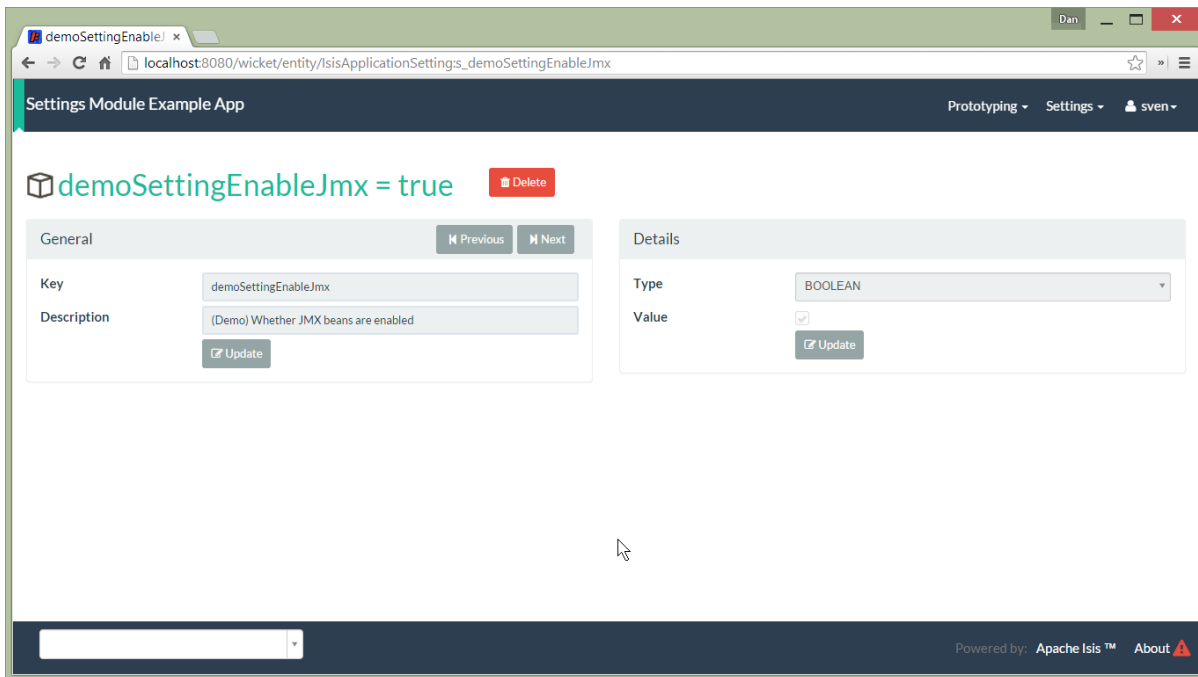 Dan
demoSettingEnableJ
localhost:8080/wicket/entity/IsisApplicationSetting:s_demoSettingEnableJmx
Settings Module Example App
Prototyping
Settings
sven
demoSettingEnableJmx = true
Delete
General
Previous
Next
Key
demoSettingEnableJmx
Description
(Demo) Whether JMX beans are enabled
Update
Details
Type
BOOLEAN
Value
Update
Powered by: Apache Isis ™
About